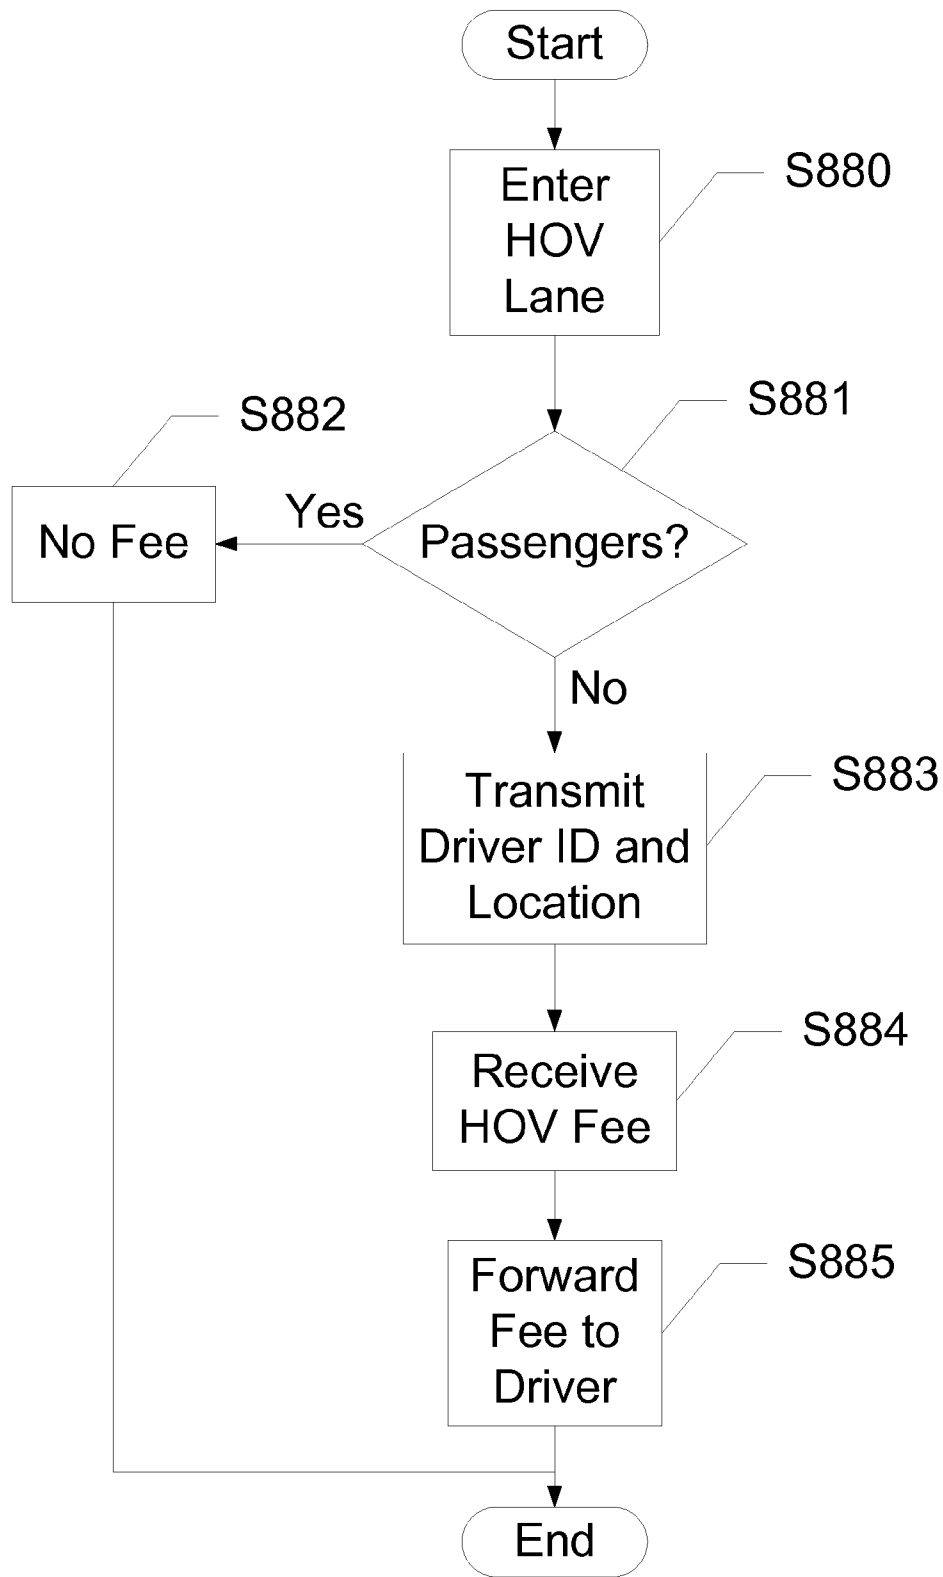 Start
Enter
HOV
Lane
S880
S881
Passengers?
Yes
S882
No Fee
No
Transmit
Driver ID and
Location
S883
Receive
HOV Fee
S884
Forward
Fee to
Driver
S885
End